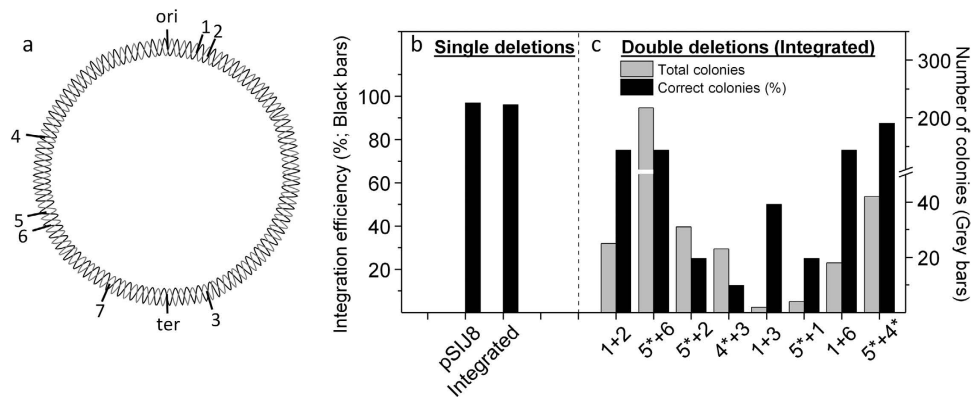 a
ori
1 2
4
5
6
7
ter
3
b Single deletions
Integration efficiency (%; Black bars)
100
80
60
40
20
pSIJ8
Integrated
c Double deletions (Integrated)
Total colonies
Correct colonies (%)
Number of colonies (Grey bars)
300
200
40
20
1+2
5*+6
5*+2
4*+3
1+3
5*+1
1+6
5*+4*